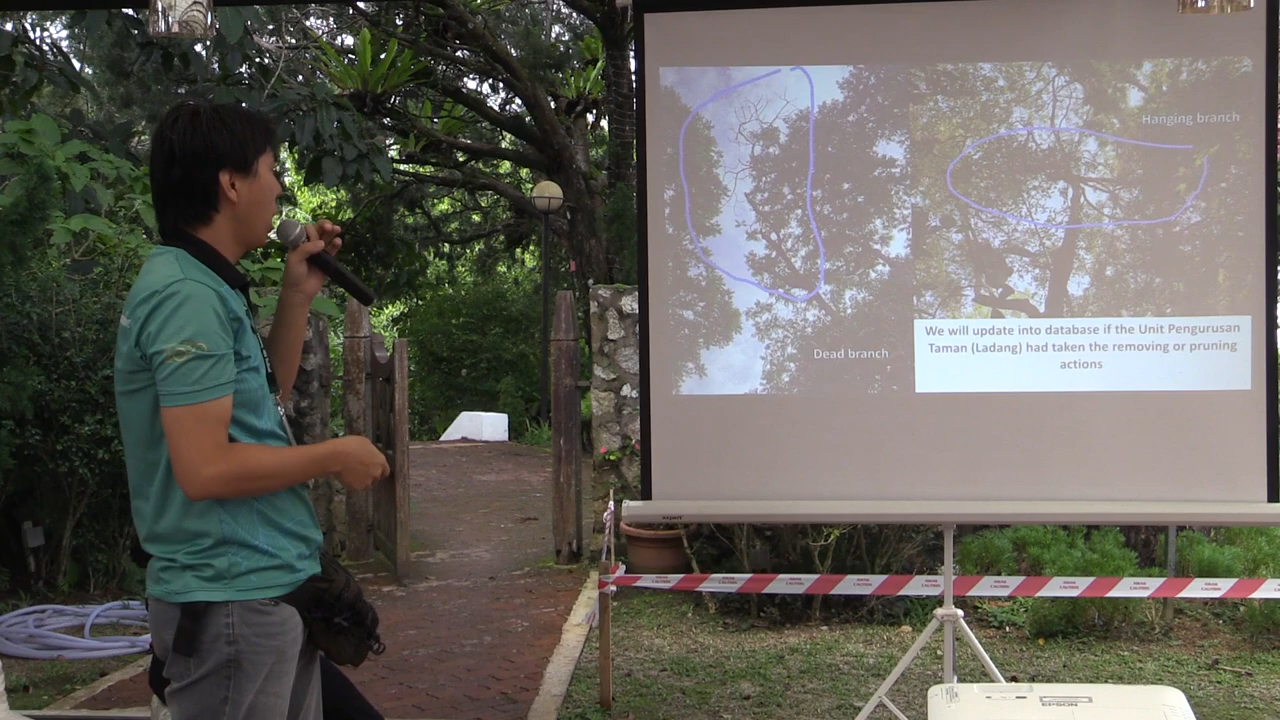 Hanging branch
Dead branch
We will update into database if the Unit Pengurusan
Taman (Ladang) had taken the removing or pruning
actions
EPSON